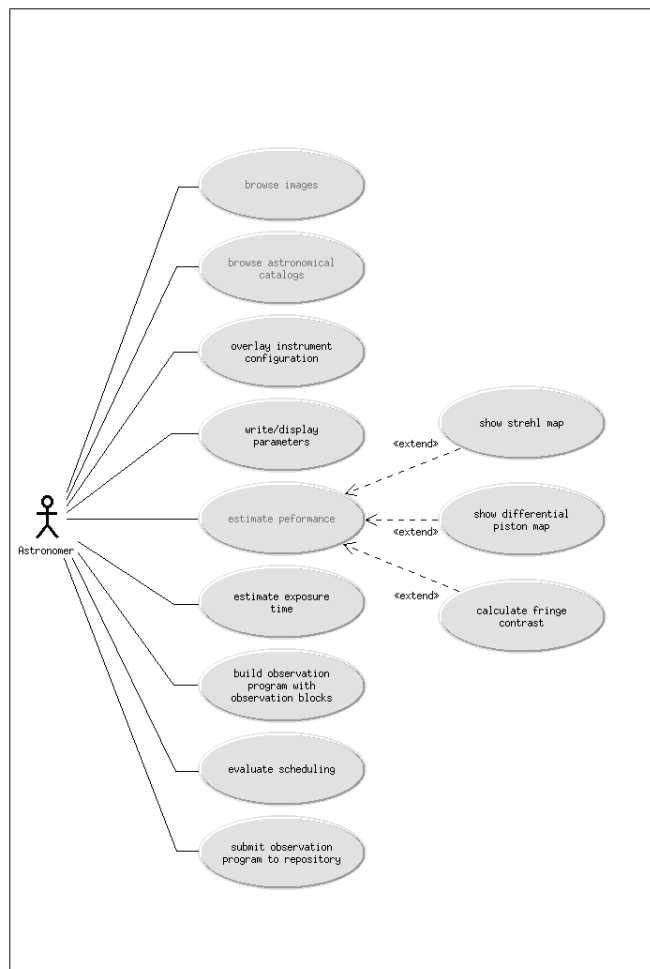 browse images
browse astronomical
catalogs
overlay instrument
configuration
write/display
parameters
estimate peformance
estimate exposure
time
build observation
program with
observation blocks
evaluate scheduling
submit observation
program to repository
Astronomer
«extend»
«extend»
«extend»
show strehl map
show differential
piston map
calculate fringe
contrast